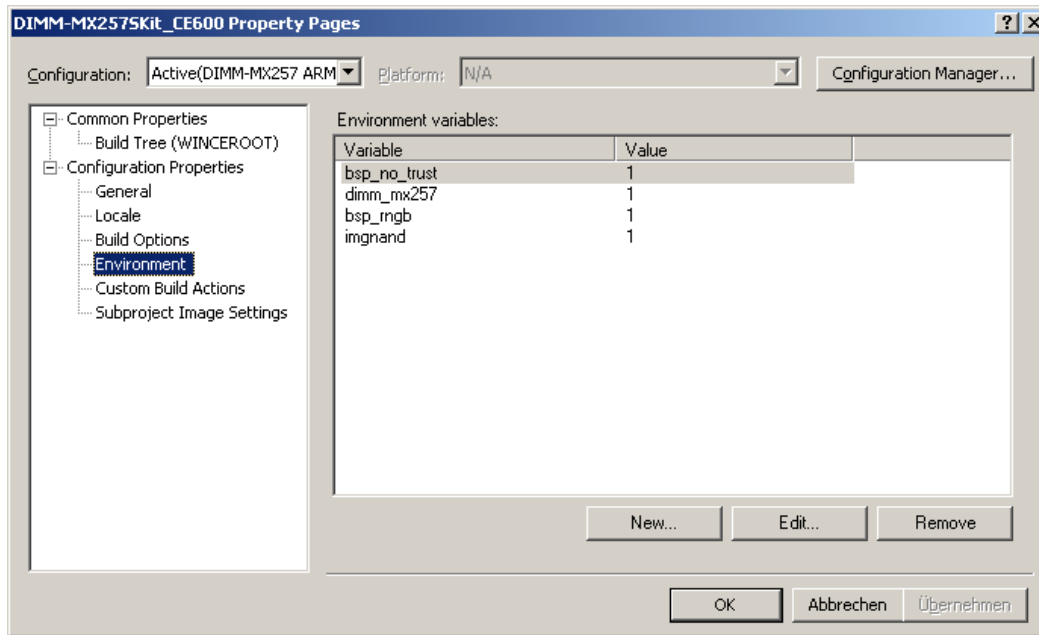 DIMM-MX257SKit_CE600 Property Pages
Configuration: Active(DIMM-MX257 ARM Platform: N/A Configuration Manager...
Common Properties
Build Tree (WINCEROOT)
Configuration Properties
General
Locale
Build Options
Environment
Custom Build Actions
Subproject Image Settings
Environment variables:
Variable Value
bsp_no_trust 1
dimm_mx257 1
bsp_rngb 1
imgnand 1
New... Edit... Remove
OK Abbrechen Übernehmen